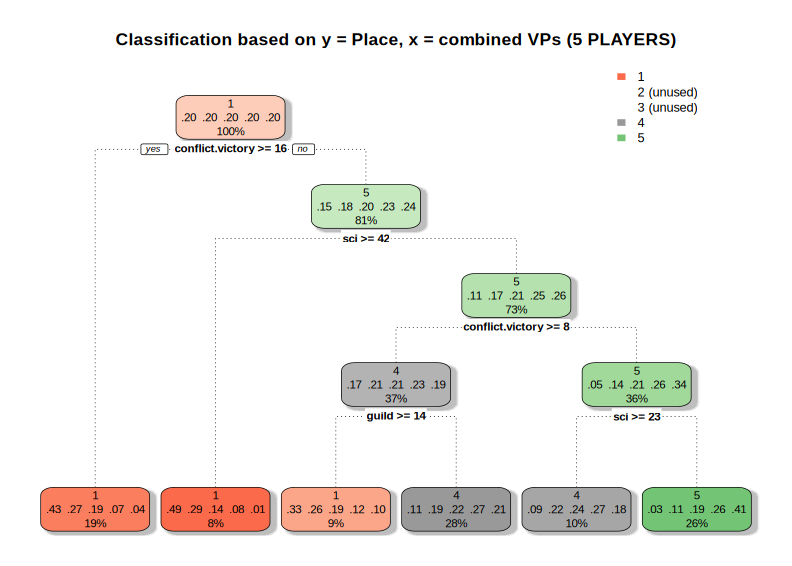 Classification based on y = Place, x = combined VPs (5 PLAYERS)
1
2 (unused)
3 (unused)
4
5
1
.20 .20 .20 .20 .20
100%
yes conflict.victory >= 16 no
5
.15 .18 .20 .23 .24
81%
sci >= 42
5
.11 .17 .21 .25 .26
73%
conflict.victory >= 8
4
.17 .21 .21 .23 .19
37%
guild >= 14
5
.05 .14 .21 .26 .34
36%
sci >= 23
1
.43 .27 .19 .07 .04
19%
1
.49 .29 .14 .08 .01
8%
1
.33 .26 .19 .12 .10
9%
4
.11 .19 .22 .27 .21
28%
4
.09 .22 .24 .27 .18
10%
5
.03 .11 .19 .26 .41
26%